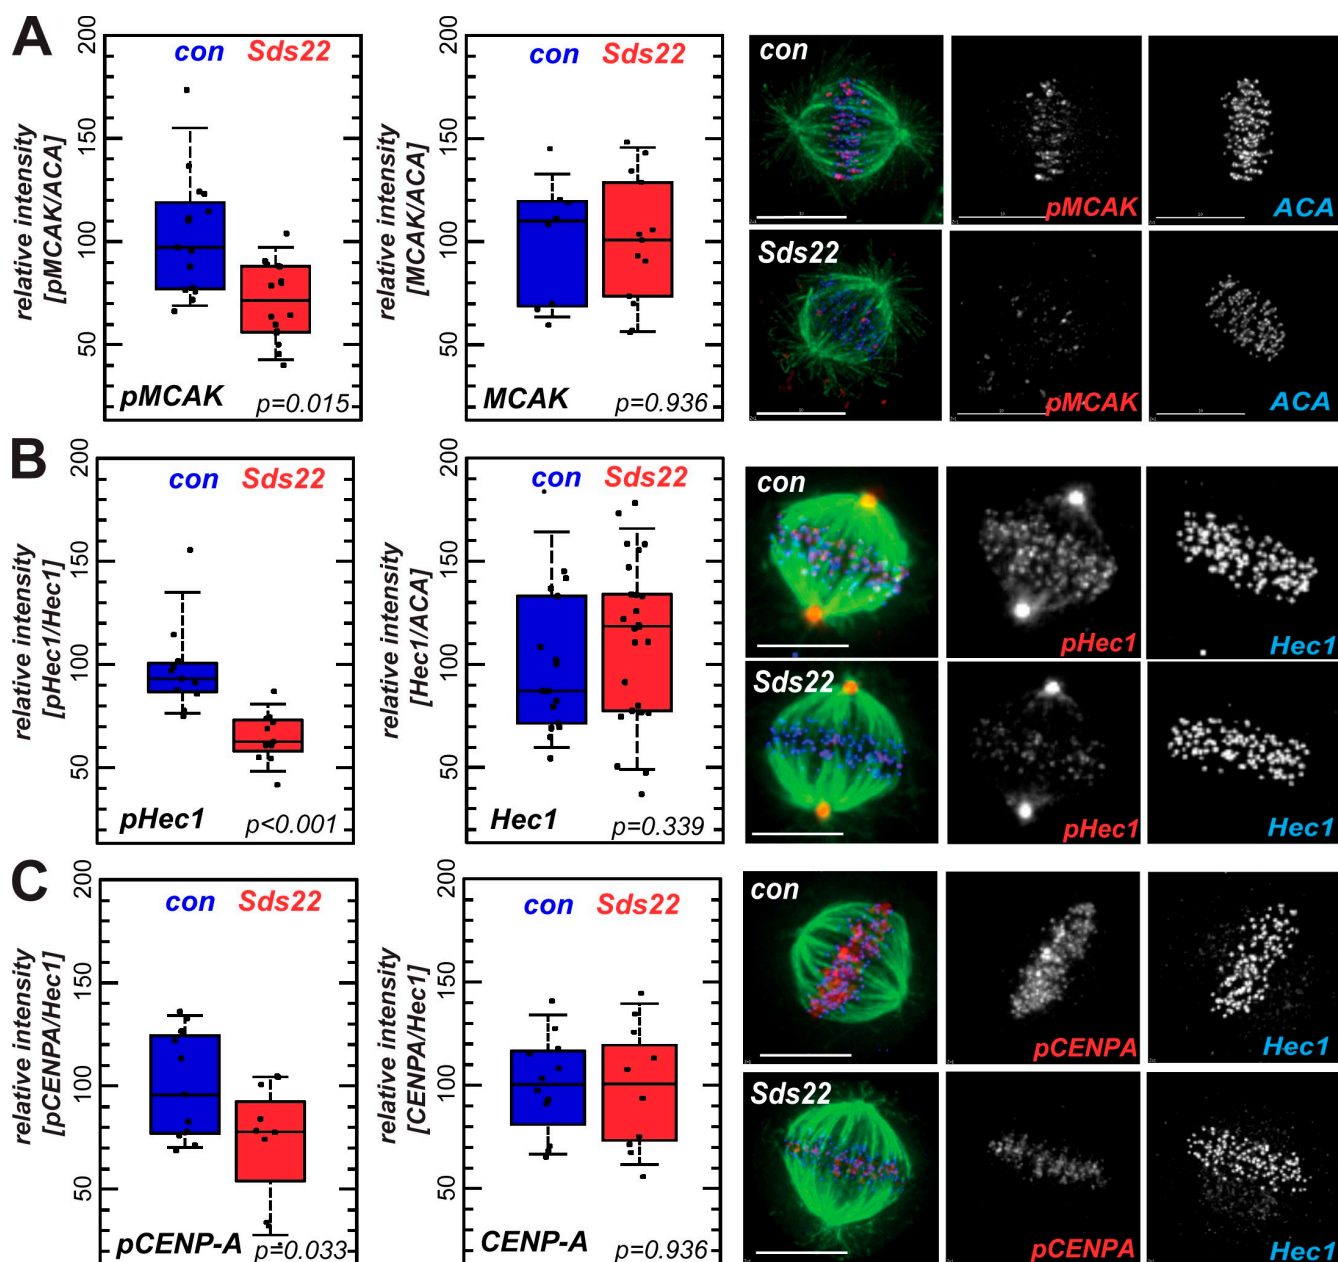 A
200
150
100
50
relative intensity
[pMCAK/ACA]
con Sds22
pMCAK
p=0.015
200
150
100
50
relative intensity
[MCAK/ACA]
con Sds22
MCAK
p=0.936
con
pMCAK
ACA
Sds22
pMCAK
ACA
B
200
150
100
50
relative intensity
[pHec1/Hec1]
con Sds22
pHec1
p<0.001
200
150
100
50
relative intensity
[Hec1/ACA]
con Sds22
Hec1
p=0.339
con
pHec1
Hec1
Sds22
pHec1
Hec1
C
200
150
100
50
relative intensity
[pCENPA/Hec1]
con Sds22
pCENP-A
p=0.033
200
150
100
50
relative intensity
[CENPA/Hec1]
con Sds22
CENP-A
p=0.936
con
pCENPA
Hec1
Sds22
pCENPA
Hec1